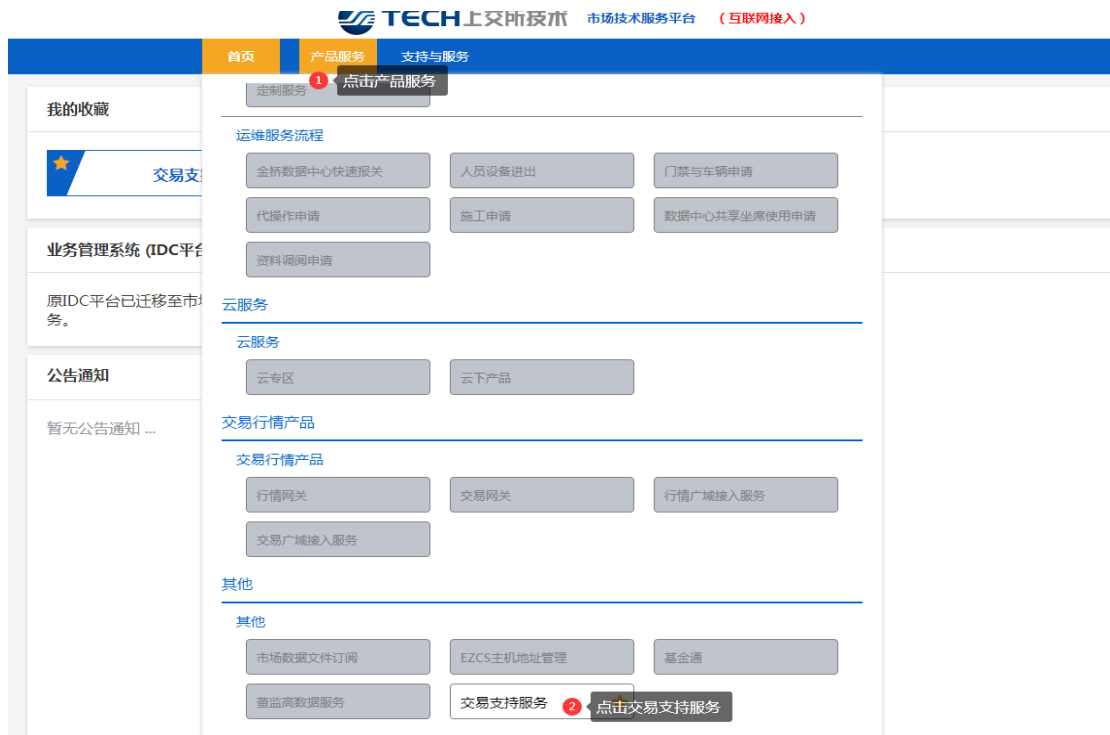 TECH上交所技术 市场技术服务平台 （互联网接入）
首页 产品服务 支持与服务
1 点击产品服务
定制服务
我的收藏
交易支
运维服务流程
金桥数据中心快速报关 人员设备进出 门禁与车辆申请
代操作申请 施工申请 数据中心共享坐席使用申请
资料调阅申请
业务管理系统 (IDC平台
原IDC平台已迁移至市
务。
公告通知
暂无公告通知 ...
云服务
云服务
云专区 云下产品
交易行情产品
交易行情产品
行情网关 交易网关 行情广域接入服务
交易广域接入服务
其他
其他
市场数据文件订阅 EZCS主机地址管理 基金通
董监高数据服务 交易支持服务 2 点击交易支持服务